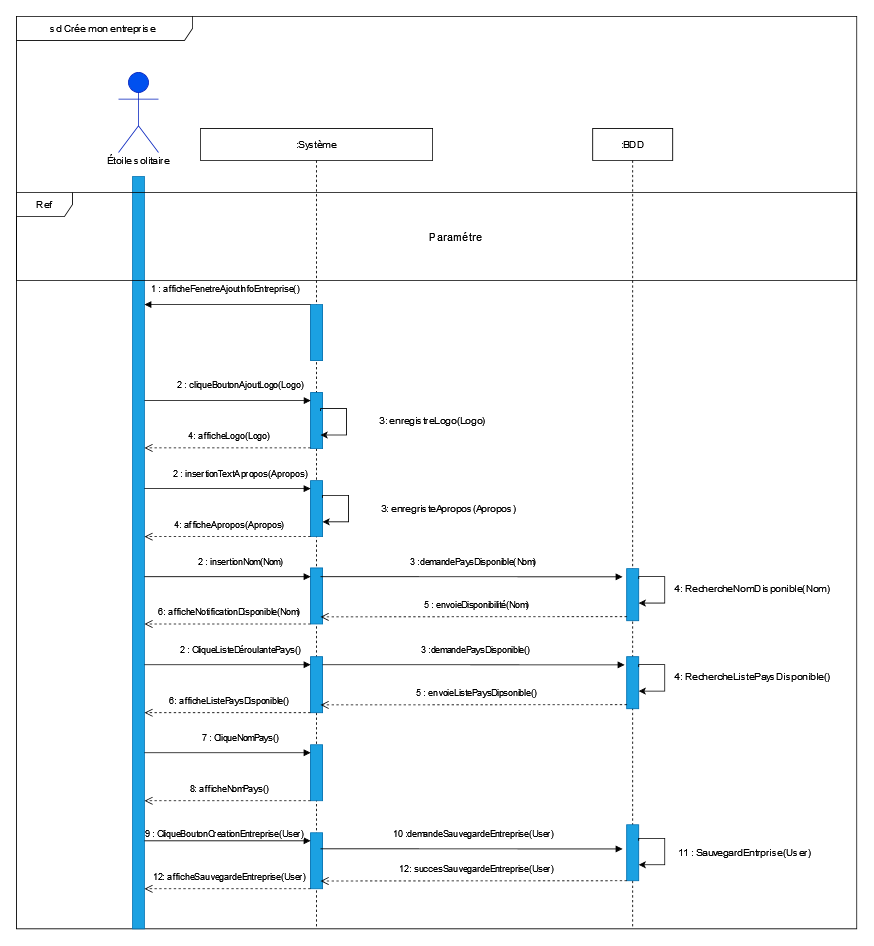 sd Crée mon entreprise
Étoile solitaire
:Système
:BDD
Ref
Paramétre
1 : afficheFenetreAjoutInfoEntreprise()
2 : cliqueBoutonAjoutLogo(Logo)
3: enregistreLogo(Logo)
4: afficheLogo(Logo)
2 : insertionTextApropos(Apropos)
3: enregristeApropos(Apropos)
4: afficheApropos(Apropos)
2 : insertionNom(Nom)
3 :demandePaysDisponible(Nom)
4: RechercheNomDisponible(Nom)
5 : envoieDisponibilité(Nom)
6: afficheNotificationDisponible(Nom)
2 : CliqueListeDéroulantePays()
3 :demandePaysDisponible()
4: RechercheListePaysDisponible()
5 : envoieListePaysDipsonible()
6: afficheListePaysDisponible()
7 : CliqueNomPays()
8: afficheNomPays()
9 : CliqueBoutonCreationEntreprise(User)
10 :demandeSauvegardeEntreprise(User)
11 : SauvegardEntrprise(User)
12: succesSauvegardeEntreprise(User)
12: afficheSauvegardeEntreprise(User)